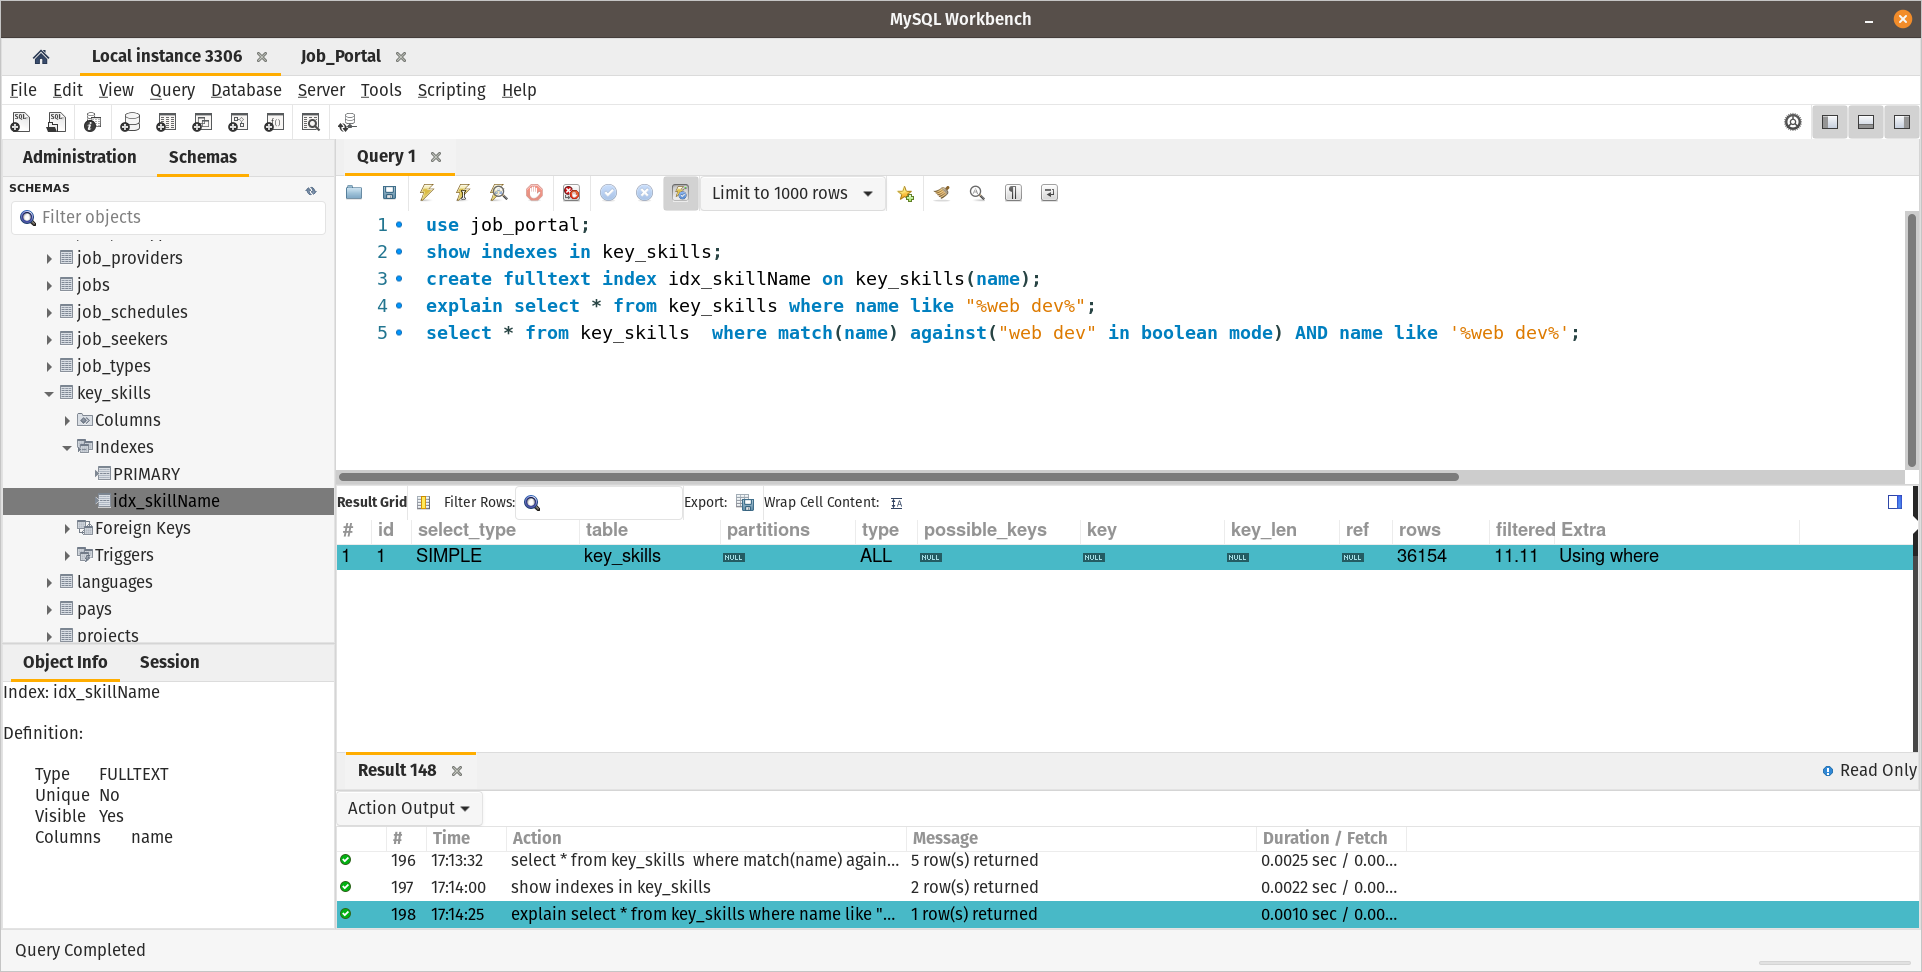 MySQL Workbench
Local instance 3306
Job_Portal
File Edit View Query Database Server Tools Scripting Help
Administration Schemas
SCHEMAS
Filter objects
job_providers
jobs
job_schedules
job_seekers
job_types
key_skills
Columns
Indexes
PRIMARY
idx_skillName
Foreign Keys
Triggers
languages
pays
projects
Object Info Session
Index: idx_skillName
Definition:
Type FULLTEXT
Unique No
Visible Yes
Columns name
Query 1
Limit to 1000 rows
1 use job_portal;
2 show indexes in key_skills;
3 create fulltext index idx_skillName on key_skills(name);
4 explain select * from key_skills where name like "%web dev%";
5 select * from key_skills  where match(name) against("web dev" in boolean mode) AND name like '%web dev%';
Result Grid Filter Rows: Export: Wrap Cell Content:
# id select_type table partitions type possible_keys key key_len ref rows filtered Extra
1 1 SIMPLE key_skills NULL ALL NULL NULL NULL NULL 36154 11.11 Using where
Result 148
Read Only
Action Output
# Time Action Message Duration / Fetch
196 17:13:32 select * from key_skills  where match(name) again... 5 row(s) returned 0.0025 sec / 0.00...
197 17:14:00 show indexes in key_skills 2 row(s) returned 0.0022 sec / 0.00...
198 17:14:25 explain select * from key_skills where name like "... 1 row(s) returned 0.0010 sec / 0.00...
Query Completed